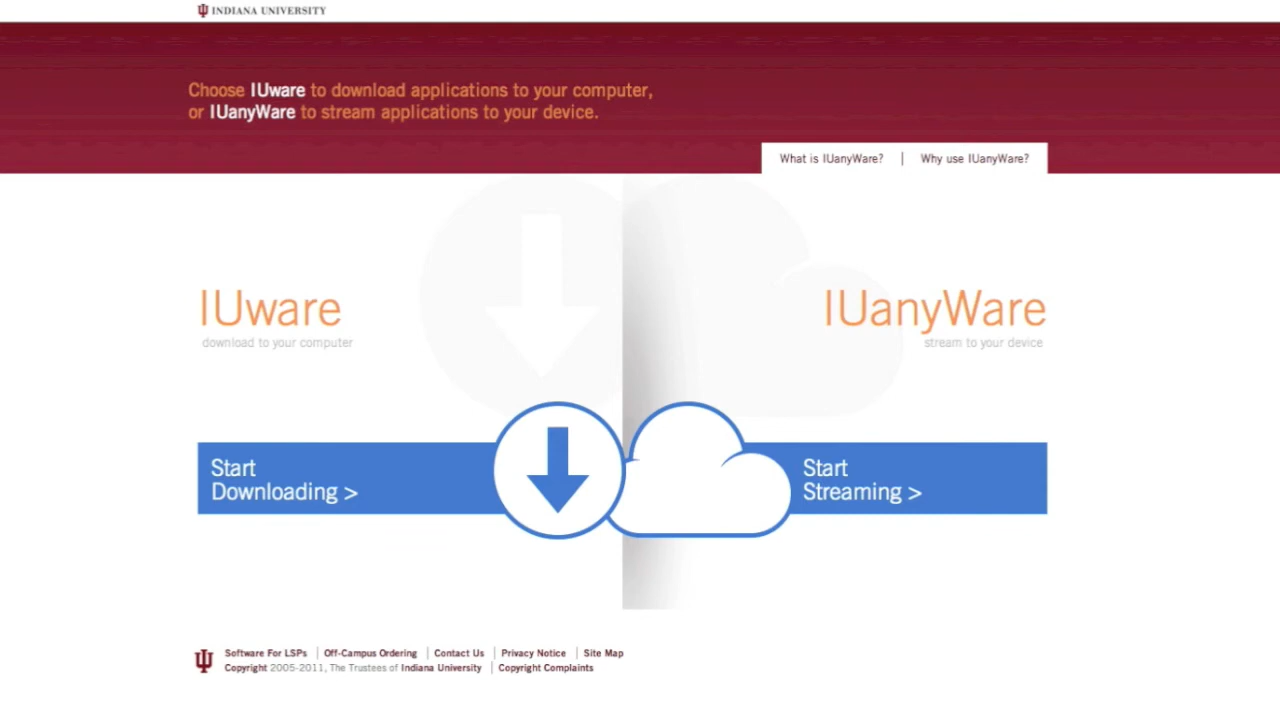 INDIANA UNIVERSITY
Choose IUware to download applications to your computer,
or IUanyWare to stream applications to your device.
What is IUanyWare? | Why use IUanyWare?
IUware
download to your computer
IUanyWare
stream to your device
Start
Downloading >
Start
Streaming >
Software For LSPs | Off-Campus Ordering | Contact Us | Privacy Notice | Site Map
Copyright 2005-2011, The Trustees of Indiana University | Copyright Complaints